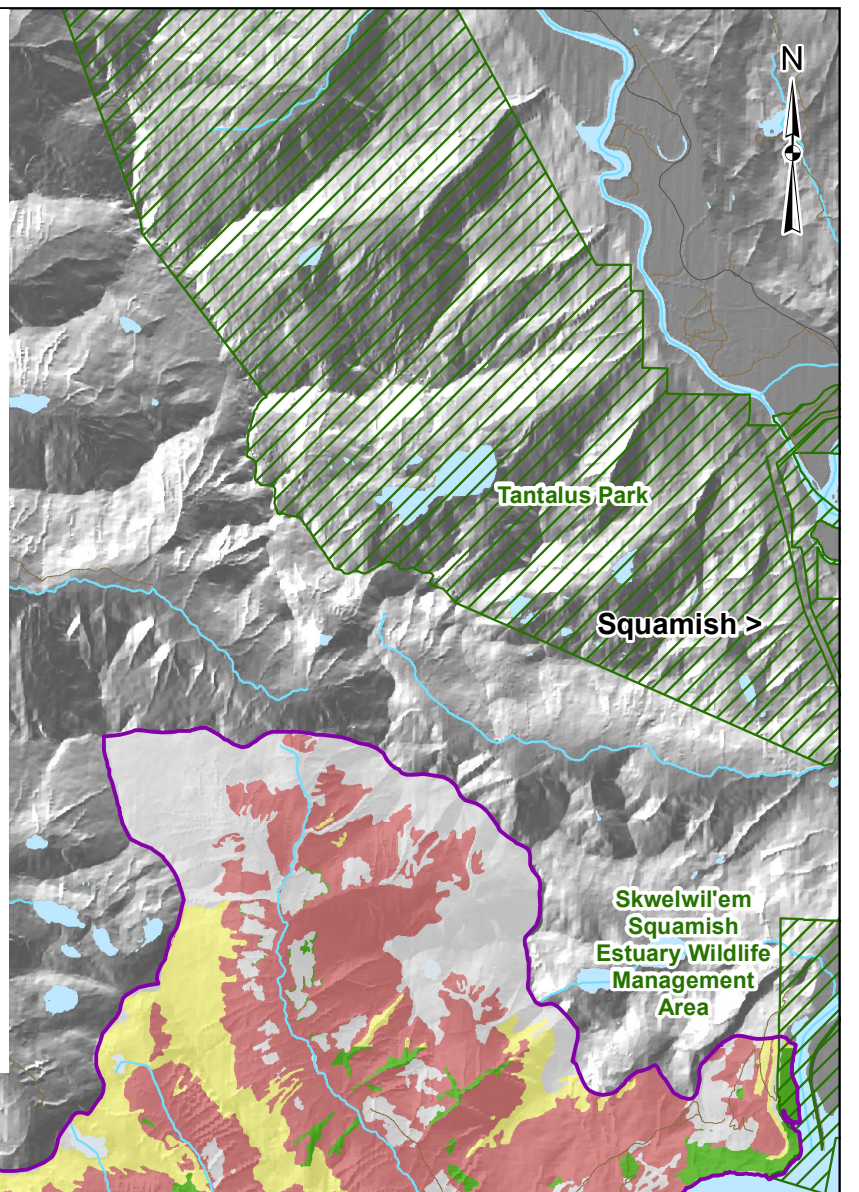 N
Tantalus Park
Squamish >
Skwelwil'em
Squamish
Estuary Wildlife
Management
Area